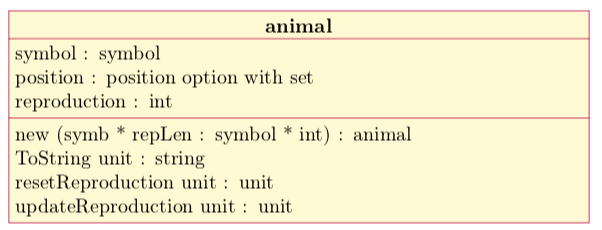 animal
symbol : symbol
position : position option with set
reproduction : int
new (symb * repLen : symbol * int) : animal
ToString unit : string
resetReproduction unit : unit
updateReproduction unit : unit